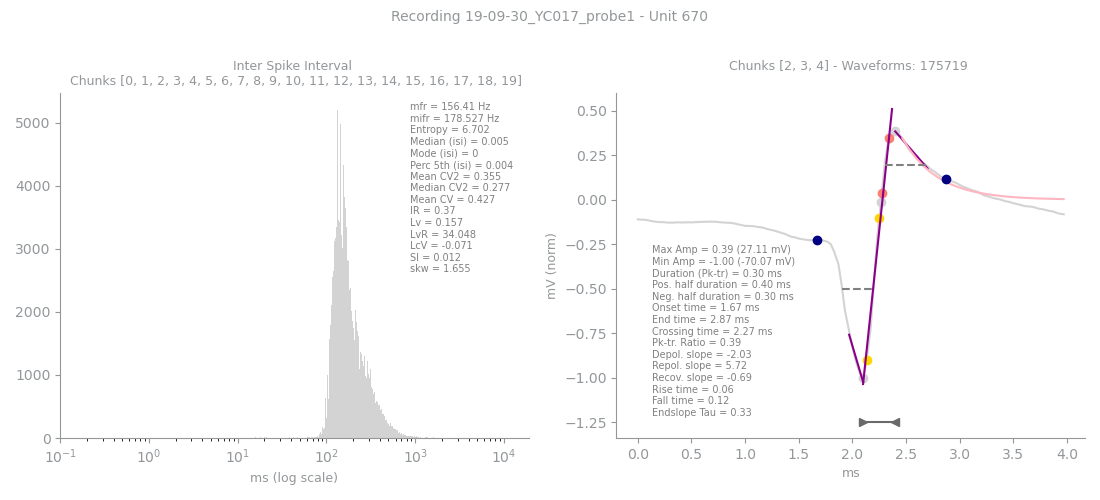 Recording 19-09-30_YC017_probe1 - Unit 670
Inter Spike Interval
Chunks [0, 1, 2, 3, 4, 5, 6, 7, 8, 9, 10, 11, 12, 13, 14, 15, 16, 17, 18, 19]
mfr = 156.41 Hz
mifr = 178.527 Hz
Entropy = 6.702
Median (isi) = 0.005
Mode (isi) = 0
Perc 5th (isi) = 0.004
Mean CV2 = 0.355
Median CV2 = 0.277
Mean CV = 0.427
IR = 0.37
Lv = 0.157
LvR = 34.048
LcV = -0.071
SI = 0.012
skw = 1.655
5000
4000
3000
2000
1000
0
10⁻¹ 10⁰ 10¹ 10² 10³ 10⁴
ms (log scale)
Chunks [2, 3, 4] - Waveforms: 175719
mV (norm)
0.50
0.25
0.00
−0.25
−0.50
−0.75
−1.00
−1.25
Max Amp = 0.39 (27.11 mV)
Min Amp = -1.00 (-70.07 mV)
Duration (Pk-tr) = 0.30 ms
Pos. half duration = 0.40 ms
Neg. half duration = 0.30 ms
Onset time = 1.67 ms
End time = 2.87 ms
Crossing time = 2.27 ms
Pk-tr. Ratio = 0.39
Depol. slope = -2.03
Repol. slope = 5.72
Recov. slope = -0.69
Rise time = 0.06
Fall time = 0.12
Endslope Tau = 0.33
0.0 0.5 1.0 1.5 2.0 2.5 3.0 3.5 4.0
ms